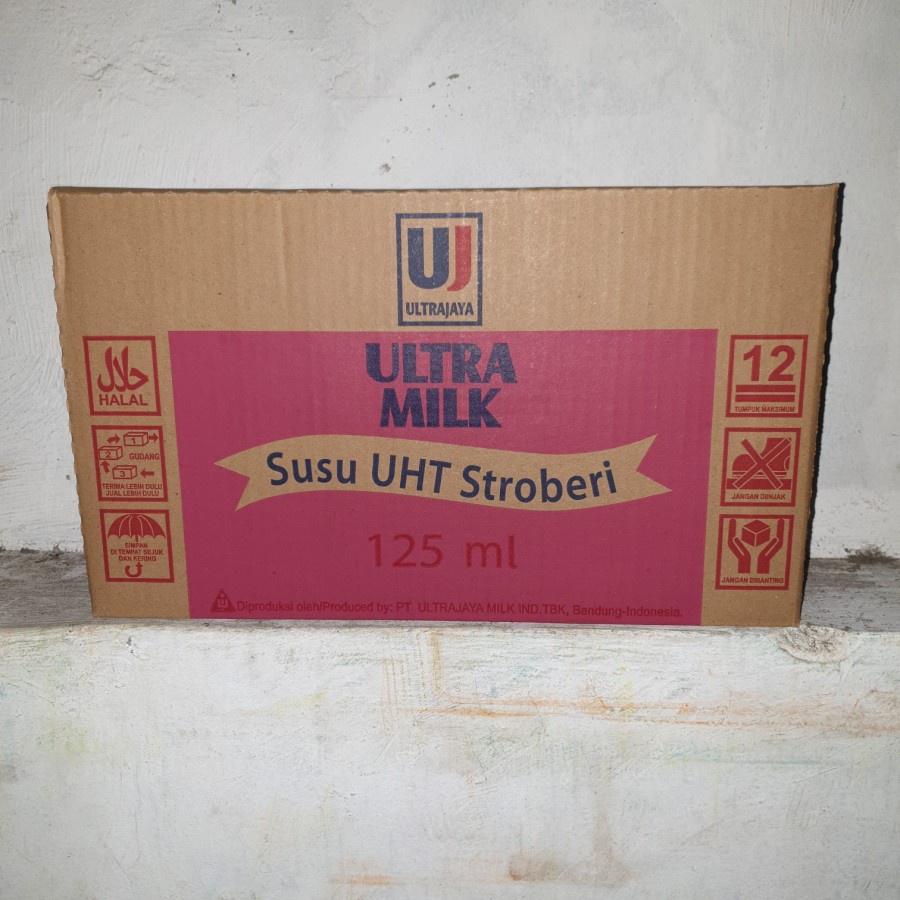 UJ
ULTRAJAYA
ULTRA
MILK
Susu UHT Stroberi
125 ml
UJ Diproduksi oleh/Produced by: PT. ULTRAJAYA MILK IND.TBK, Bandung-Indonesia.
حلال
HALAL
1
2 GUDANG
3
TERIMA LEBIH DULU
JUAL LEBIH DULU
SIMPAN
DI TEMPAT SEJUK
DAN KERING
12
TUMPUK MAKSIMUM
JANGAN DIINJAK
JANGAN DIBANTING